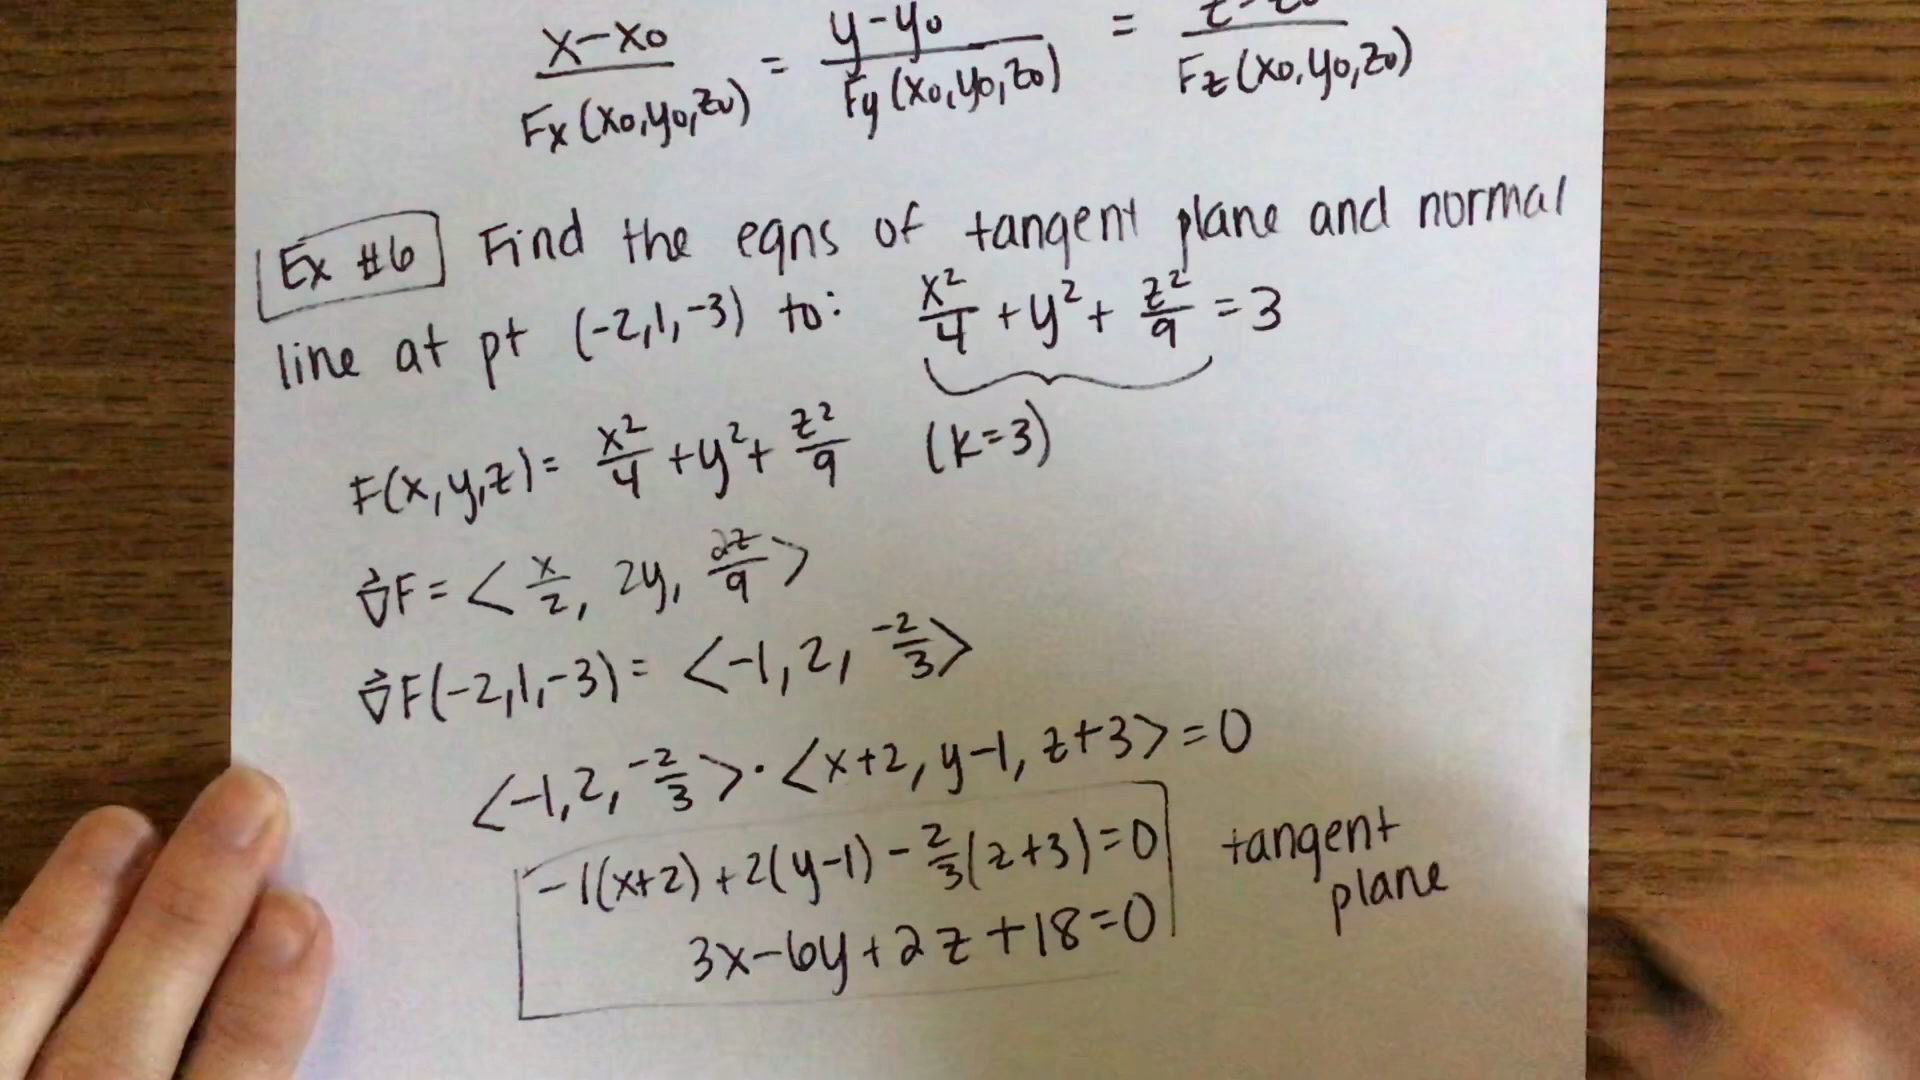 x-x₀ / Fx(x₀,y₀,z₀) = y-y₀ / Fy(x₀,y₀,z₀) = z-z₀ / Fz(x₀,y₀,z₀)
Ex #6 Find the eqns of tangent plane and normal
line at pt (-2,1,-3) to: x²/4 + y² + z²/9 = 3
F(x,y,z) = x²/4 + y² + z²/9 (k=3)
∇⃗F = <x/2, 2y, 2z/9>
∇⃗F(-2,1,-3) = <-1, 2, -2/3>
<-1, 2, -2/3> · <x+2, y-1, z+3> = 0
-1(x+2) + 2(y-1) - 2/3(z+3) = 0 tangent
plane
3x-6y+2z+18=0